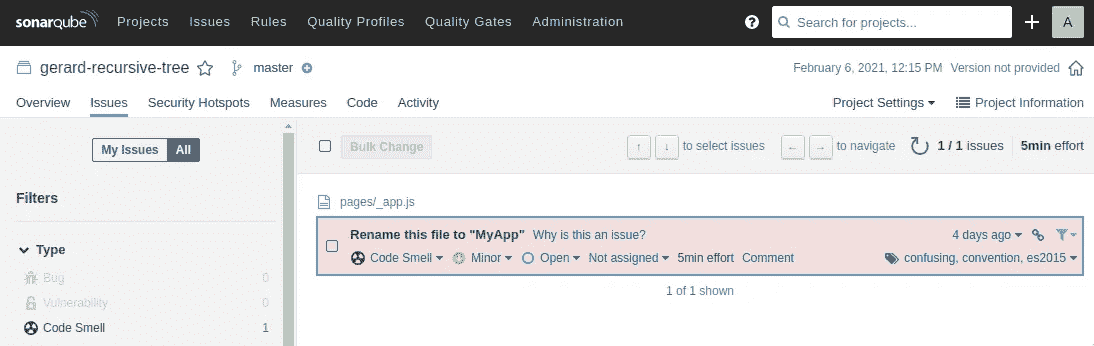 sonarqube Projects Issues Rules Quality Profiles Quality Gates Administration ? Search for projects... A
gerard-recursive-tree master February 6, 2021, 12:15 PM Version not provided
Overview Issues Security Hotspots Measures Code Activity Project Settings Project Information
My Issues All Bulk Change ↑ ↓ to select issues ← → to navigate 1 / 1 issues 5min effort
Filters
pages/_app.js
Rename this file to "MyApp" Why is this an issue? 4 days ago
Type
Code Smell Minor Open Not assigned 5min effort Comment confusing, convention, es2015
Bug 0
1 of 1 shown
Vulnerability 0
Code Smell 1